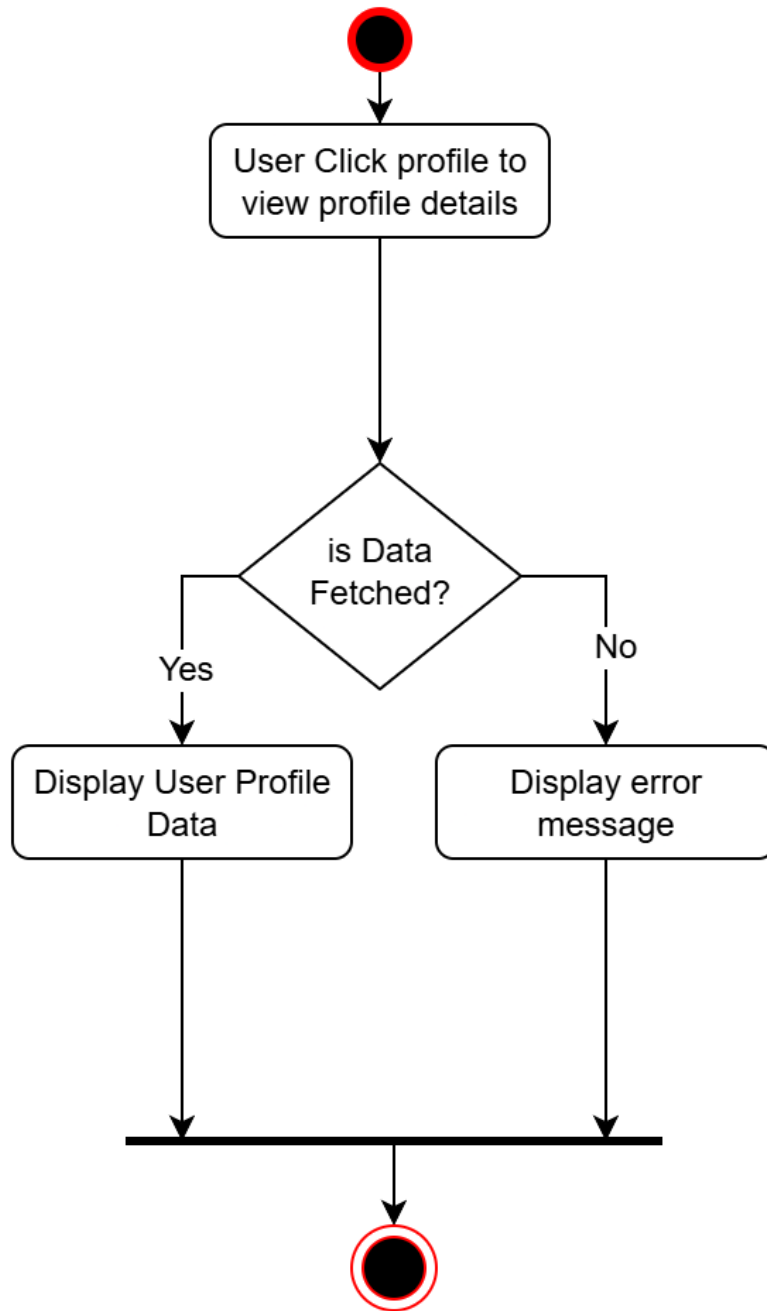 User Click profile to
view profile details
is Data
Fetched?
Yes
No
Display User Profile
Data
Display error
message